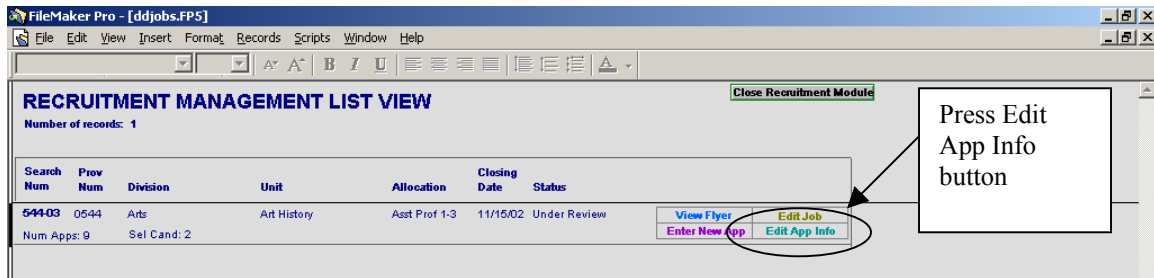 FileMaker Pro - [ddjobs.FP5]
File Edit View Insert Format Records Scripts Window Help
B I U A
RECRUITMENT MANAGEMENT LIST VIEW
Close Recruitment Module
Number of records: 1
Press Edit
App Info
button
Search Num Prov Num Division Unit Allocation Closing Date Status
544-03 0544 Arts Art History Asst Prof 1-3 11/15/02 Under Review View Flyer Edit Job
Num Apps: 9 Sel Cand: 2 Enter New App Edit App Info